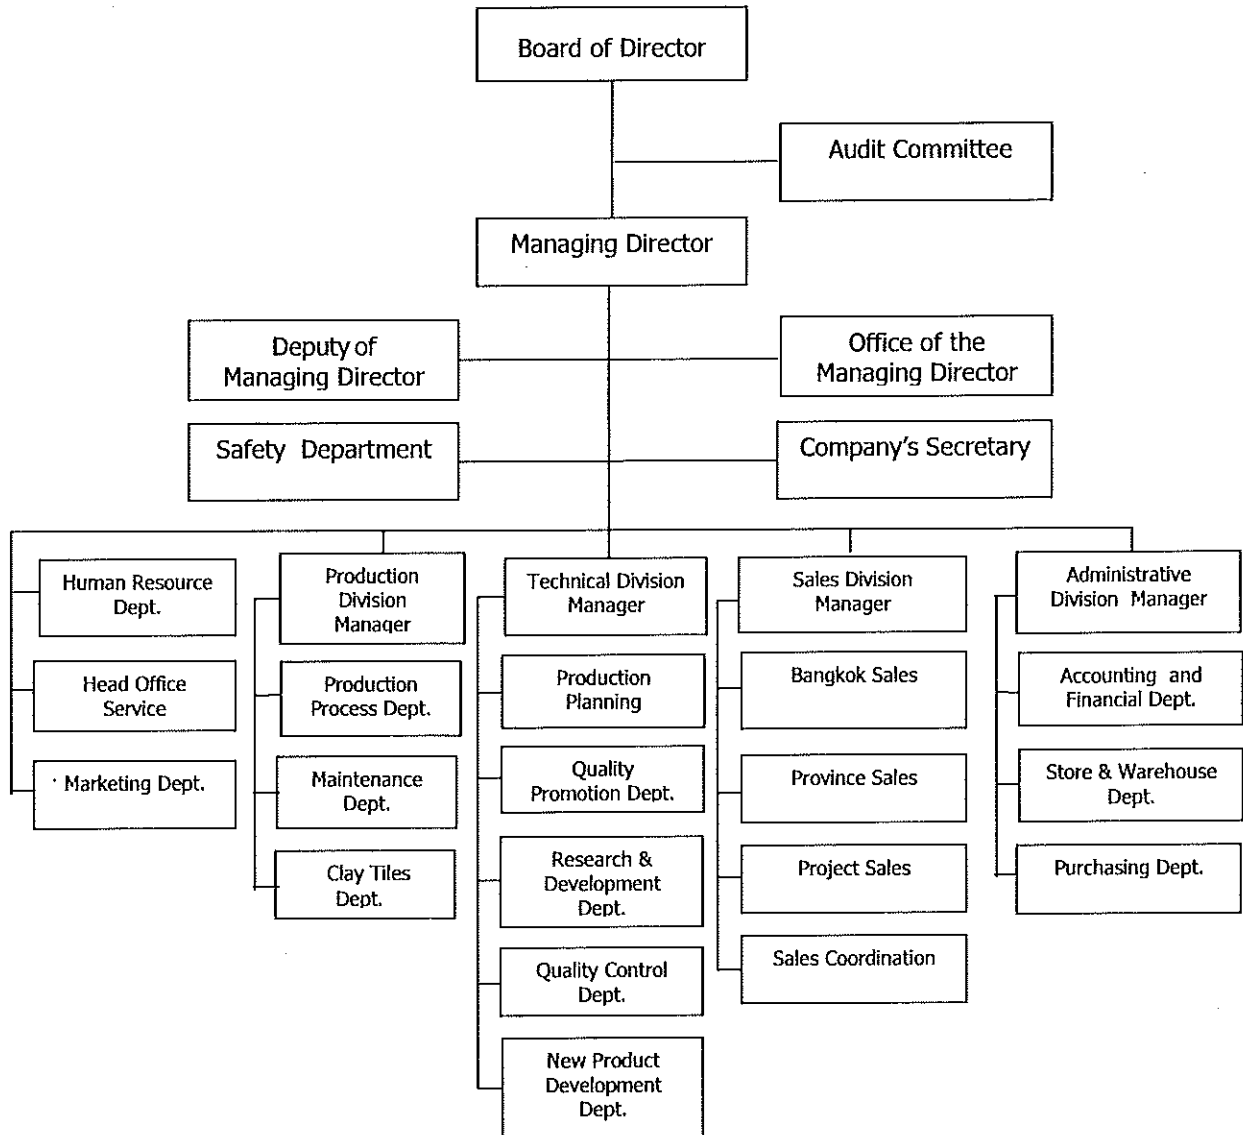 Board of Director
Audit Committee
Managing Director
Deputy of
Managing Director
Office of the
Managing Director
Safety Department
Company's Secretary
Human Resource
Dept.
Head Office
Service
Marketing Dept.
Production
Division
Manager
Production
Process Dept.
Maintenance
Dept.
Clay Tiles
Dept.
Technical Division
Manager
Production
Planning
Quality
Promotion Dept.
Research &
Development
Dept.
Quality Control
Dept.
New Product
Development
Dept.
Sales Division
Manager
Bangkok Sales
Province Sales
Project Sales
Sales Coordination
Administrative
Division Manager
Accounting and
Financial Dept.
Store & Warehouse
Dept.
Purchasing Dept.